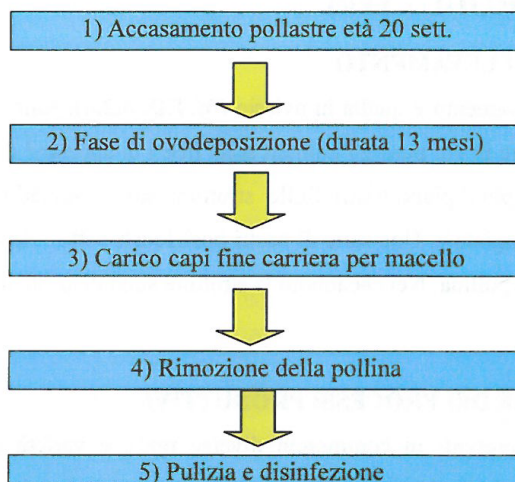 1) Accasamento pollastre età 20 sett.
2) Fase di ovodeposizione (durata 13 mesi)
3) Carico capi fine carriera per macello
4) Rimozione della pollina
5) Pulizia e disinfezione